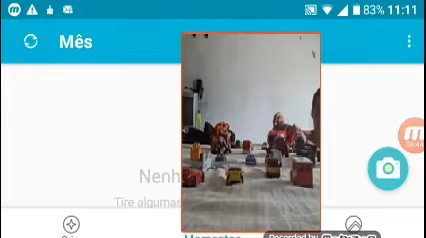 83% 11:11
Mês
06:44
Nenh
Tire algumas
Momentos
Recorded by